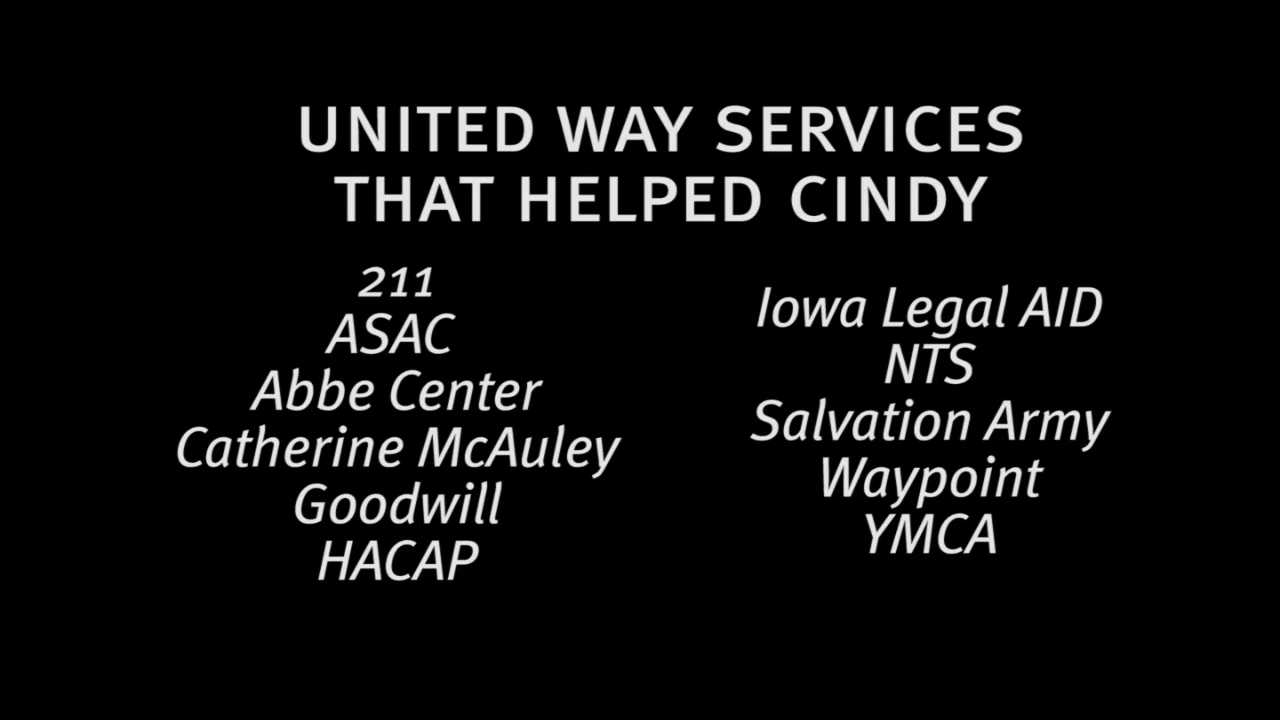 UNITED WAY SERVICES
THAT HELPED CINDY
211
ASAC
Abbe Center
Catherine McAuley
Goodwill
HACAP
Iowa Legal AID
NTS
Salvation Army
Waypoint
YMCA